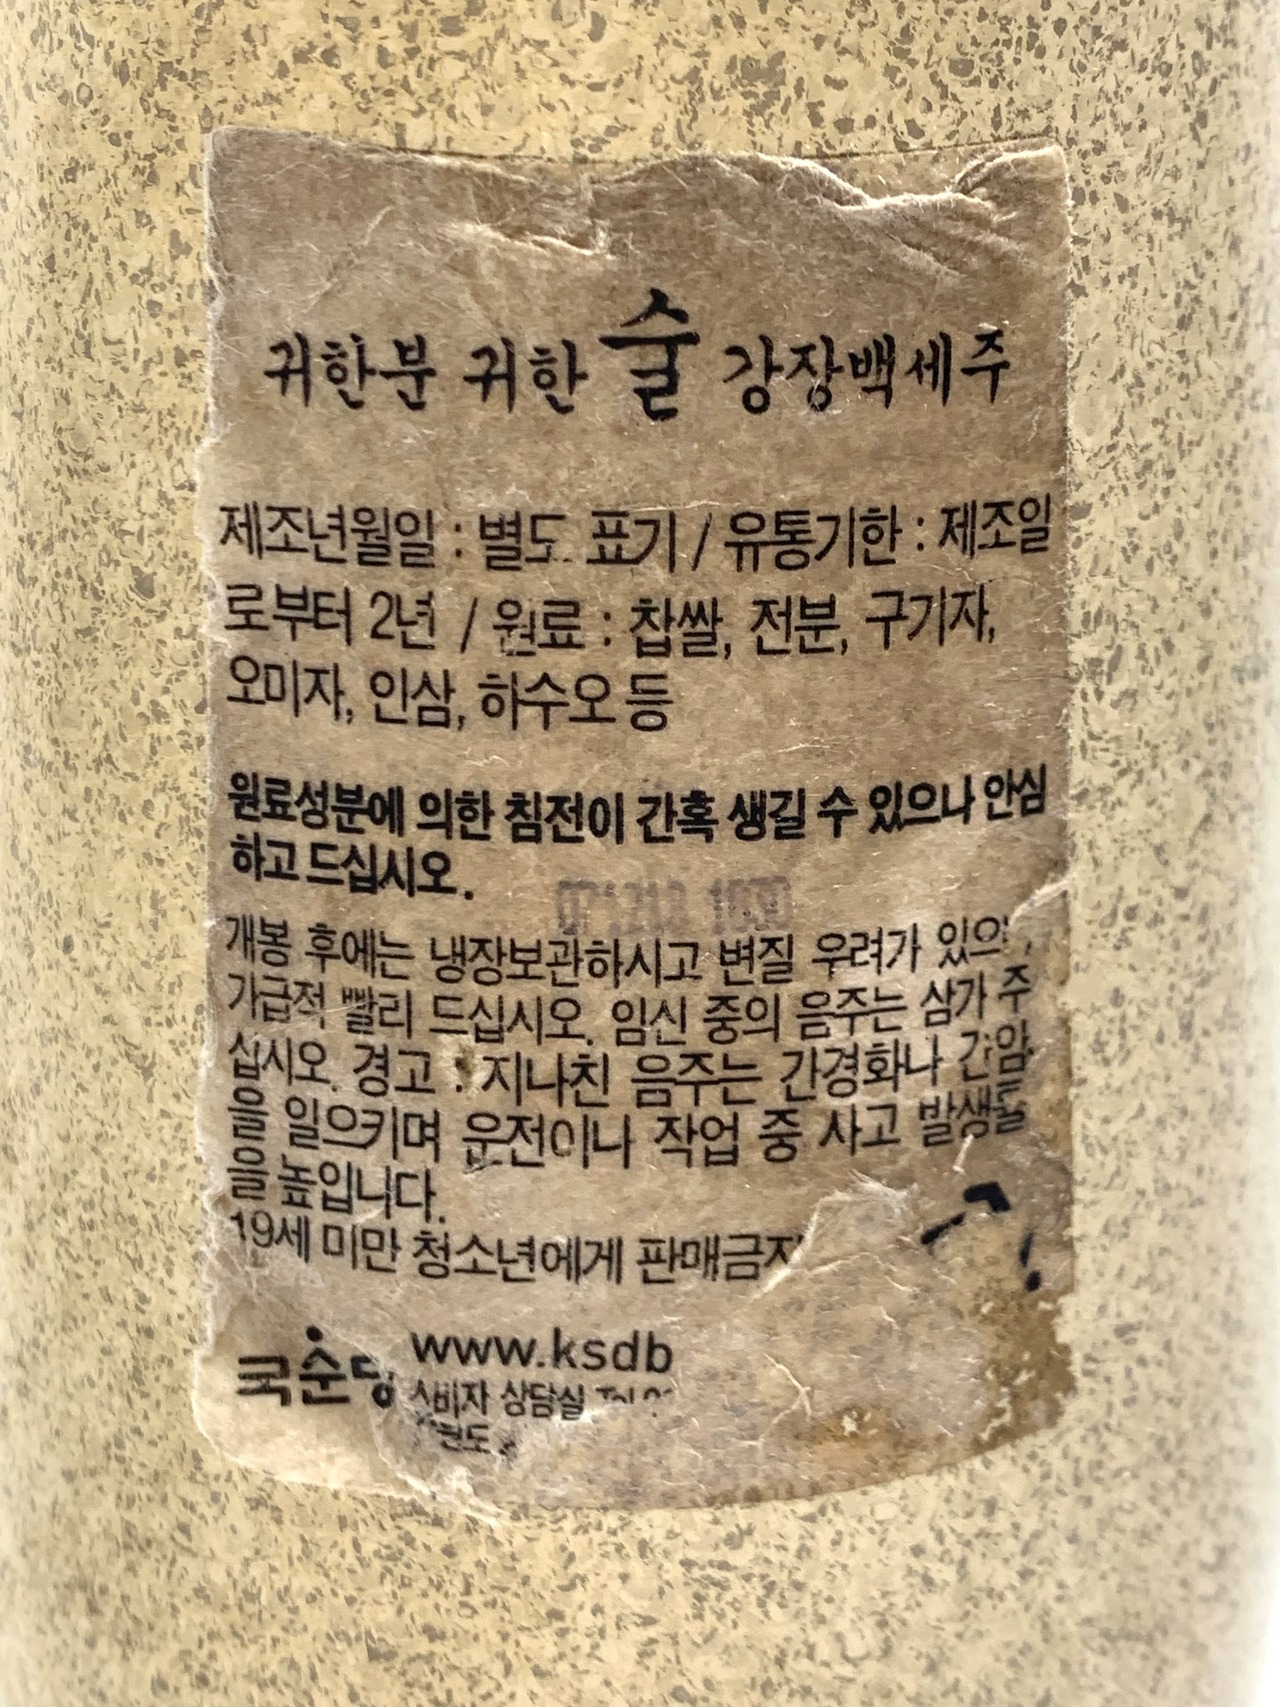 귀한분 귀한 술 강장백세주
제조년월일 : 별도 표기 / 유통기한 : 제조일
로부터 2년 / 원료 : 찹쌀, 전분, 구기자,
오미자, 인삼, 하수오 등
원료성분에 의한 침전이 간혹 생길 수 있으나 안심
하고 드십시오.
개봉 후에는 냉장보관하시고 변질 우려가
가급적 빨리 드십시오. 임신 중의 음주는 삼가 주
십시오. 경고 : 지나친 음주는 간경화나 간암
을 일으키며 운전이나 작업 중 사고 발생률
을 높입니다.
19세 미만 청소년에게 판매금지
국순당
www.ksdb
소비자 상담실 Tel